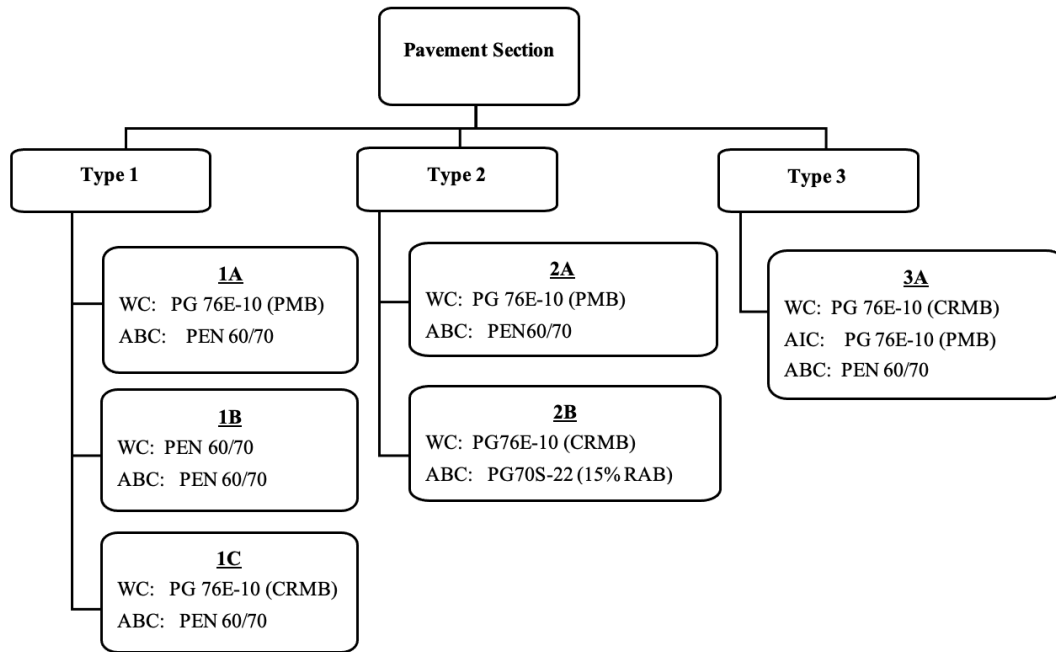 Pavement Section
Type 1
Type 2
Type 3
1A
WC: PG 76E-10 (PMB)
ABC: PEN 60/70
1B
WC: PEN 60/70
ABC: PEN 60/70
1C
WC: PG 76E-10 (CRMB)
ABC: PEN 60/70
2A
WC: PG 76E-10 (PMB)
ABC: PEN60/70
2B
WC: PG76E-10 (CRMB)
ABC: PG70S-22 (15% RAB)
3A
WC: PG 76E-10 (CRMB)
AIC: PG 76E-10 (PMB)
ABC: PEN 60/70